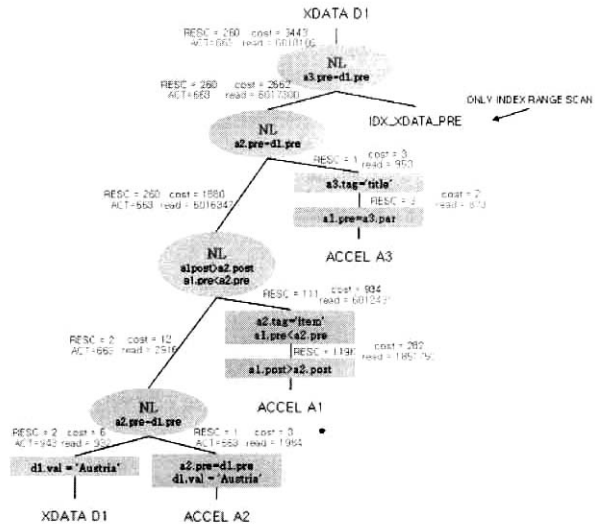 XDATA D1
RESC = 260 cost = 3443
ACT=663
NL
a3.pre=d1.pre
RESC = 260 cost = 2662
ACT=663 read = 6017300
ONLY INDEX RANGE SCAN
IDX_XDATA_PRE
NL
a2.pre=d1.pre
RESC = 1 cost = 3
read = 953
a3.tag='title'
RESC = 3 cost = 2
a1.pre=a3.par
ACCEL A3
RESC = 260 cost = 1880
ACT=663 read = 6016347
NL
a1.post>a2.post
a1.pre<a2.pre
RESC = 111 cost = 934
a2.tag='item'
a1.pre<a2.pre
cost = 282
a1.post>a2.post
ACCEL A1
RESC = 2 cost = 12
ACT=663 read = 2916
NL
a2.pre=d1.pre
RESC = 2 cost = 6
ACT=943 read = 932
RESC = 1 cost = 3
ACT=663 read = 1984
d1.val = 'Austria'
a2.pre=d1.pre
d1.val = 'Austria'
XDATA D1
ACCEL A2